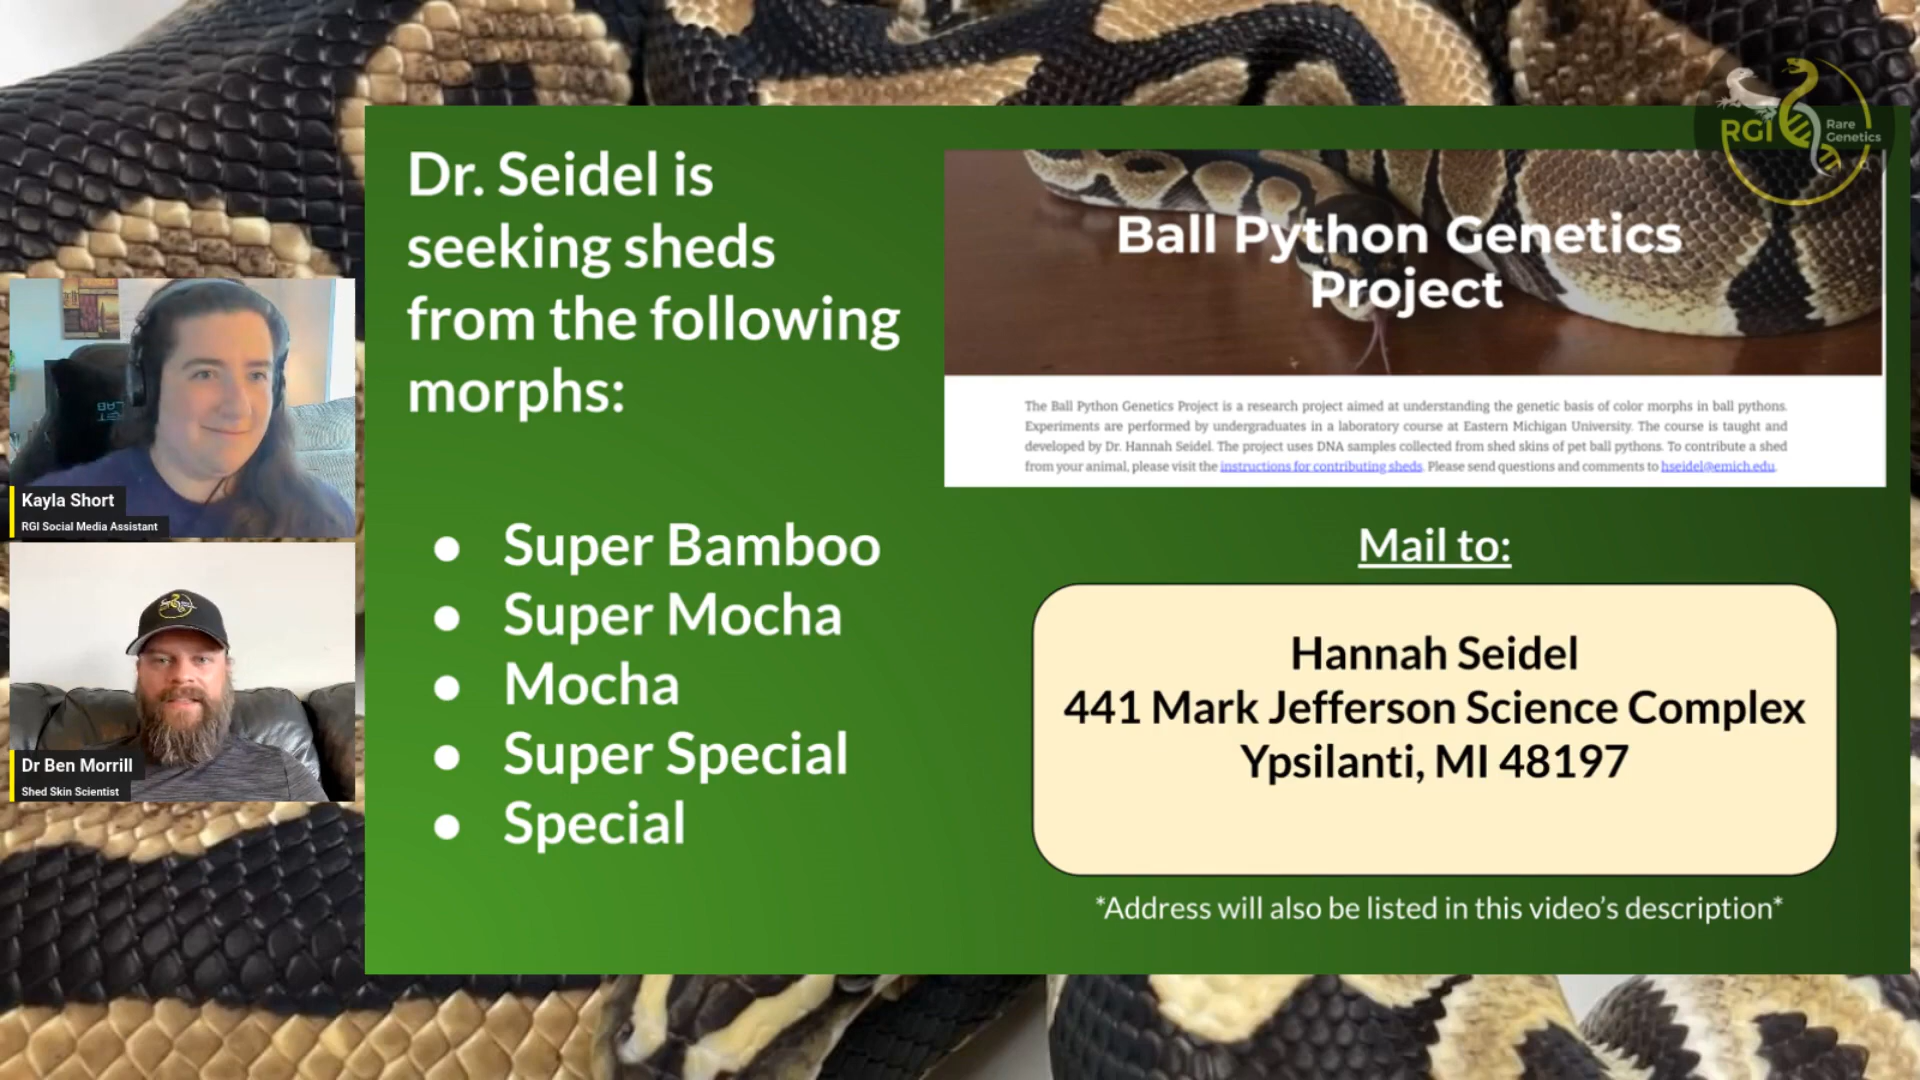 Dr. Seidel is
seeking sheds
from the following
morphs:
● Super Bamboo
● Super Mocha
● Mocha
● Super Special
● Special
RGI
Rare
Genetics
Ball Python Genetics
Project
The Ball Python Genetics Project is a research project aimed at understanding the genetic basis of color morphs in ball pythons.
Experiments are performed by undergraduates in a laboratory course at Eastern Michigan University. The course is taught and
developed by Dr. Hannah Seidel. The project uses DNA samples collected from shed skins of pet ball pythons. To contribute a shed
from your animal, please visit the instructions for contributing sheds. Please send questions and comments to hseidel@emich.edu.
Mail to:
Hannah Seidel
441 Mark Jefferson Science Complex
Ypsilanti, MI 48197
*Address will also be listed in this video's description*
Kayla Short
RGI Social Media Assistant
Dr Ben Morrill
Shed Skin Scientist